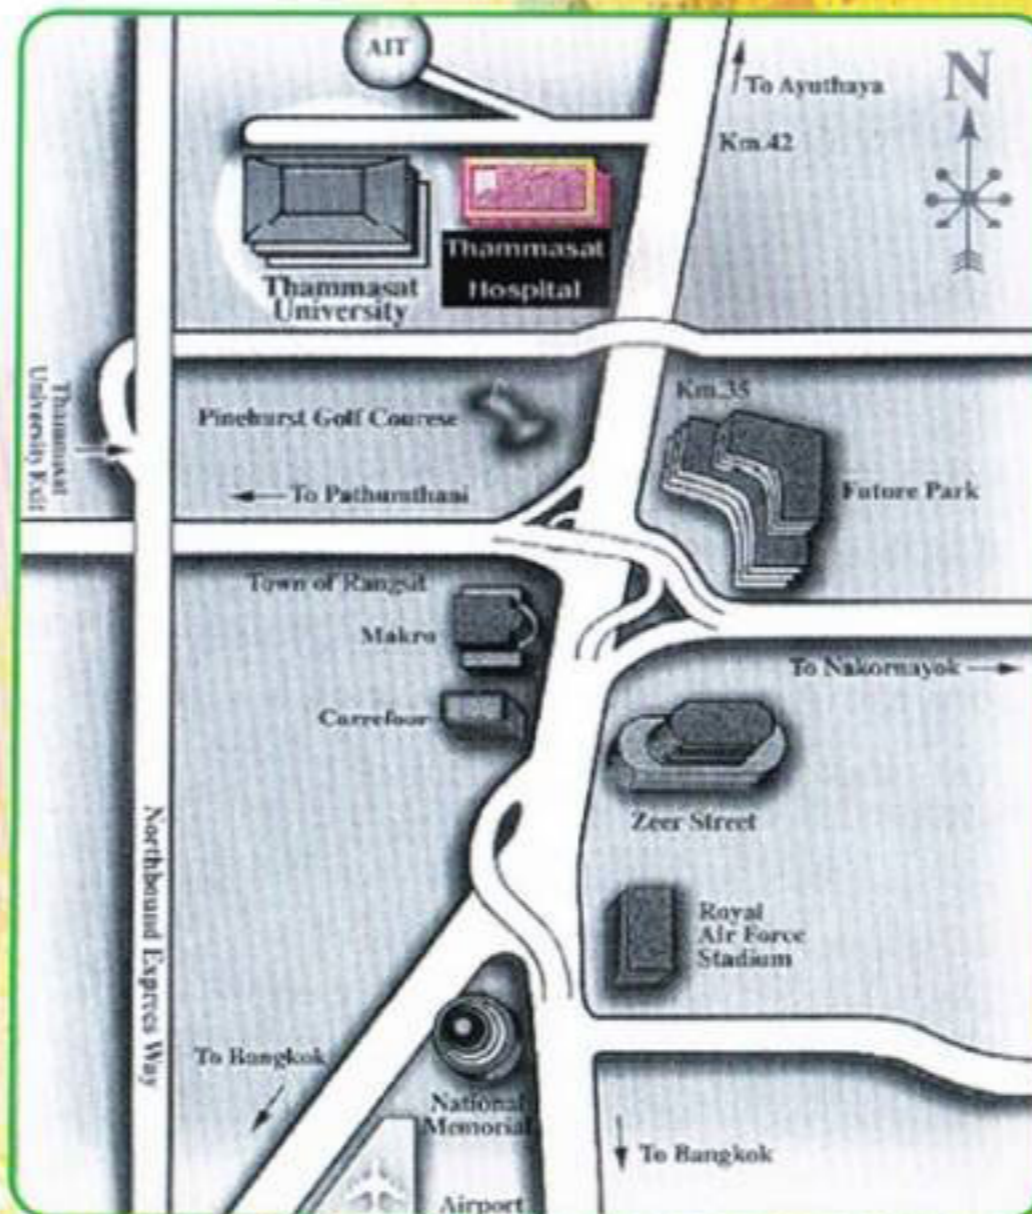 AIT
To Ayuthaya
N
Km.42
Thammasat
Hospital
Thammasat
University
Thammasat
University Exit
Km.35
Pinehurst Golf Courese
To Pathumthani
Future Park
Town of Rangsit
Makro
To Nakornayok
Carrefoor
Zeer Street
Northbound Express Way
Royal
Air Force
Stadium
To Bangkok
National
Memorial
To Bangkok
Airport